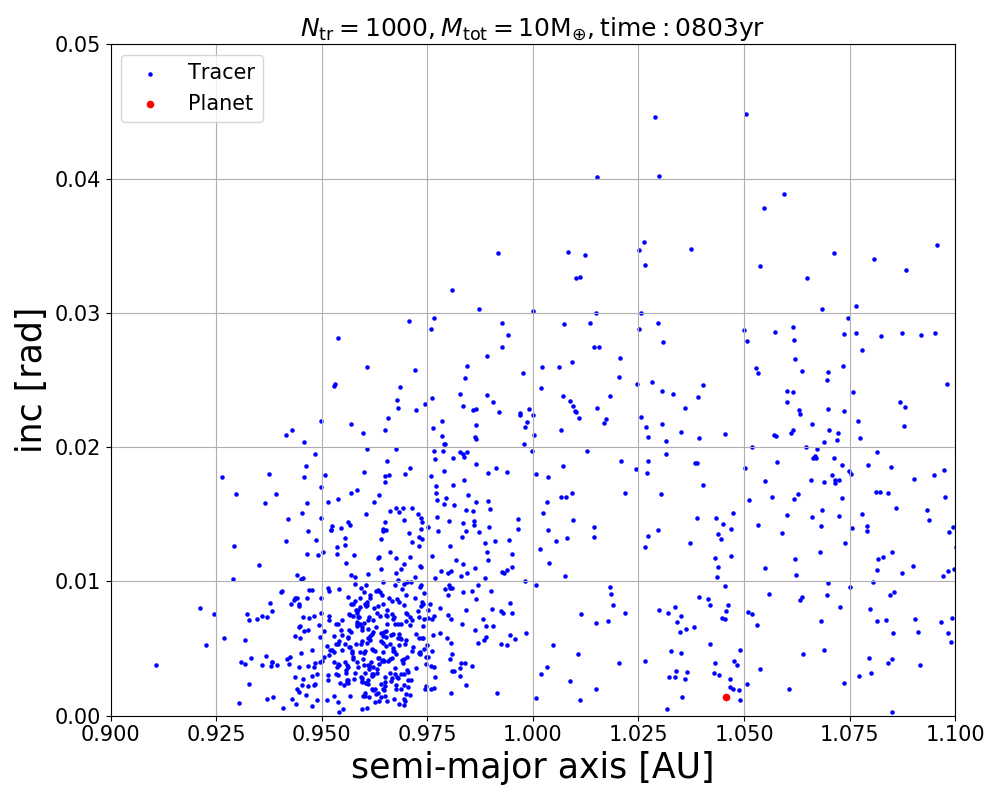 N_tr = 1000, M_tot = 10M_⊕, time : 0803yr
Tracer
Planet
inc [rad]
0.05
0.04
0.03
0.02
0.01
0.00
0.900 0.925 0.950 0.975 1.000 1.025 1.050 1.075 1.100
semi-major axis [AU]